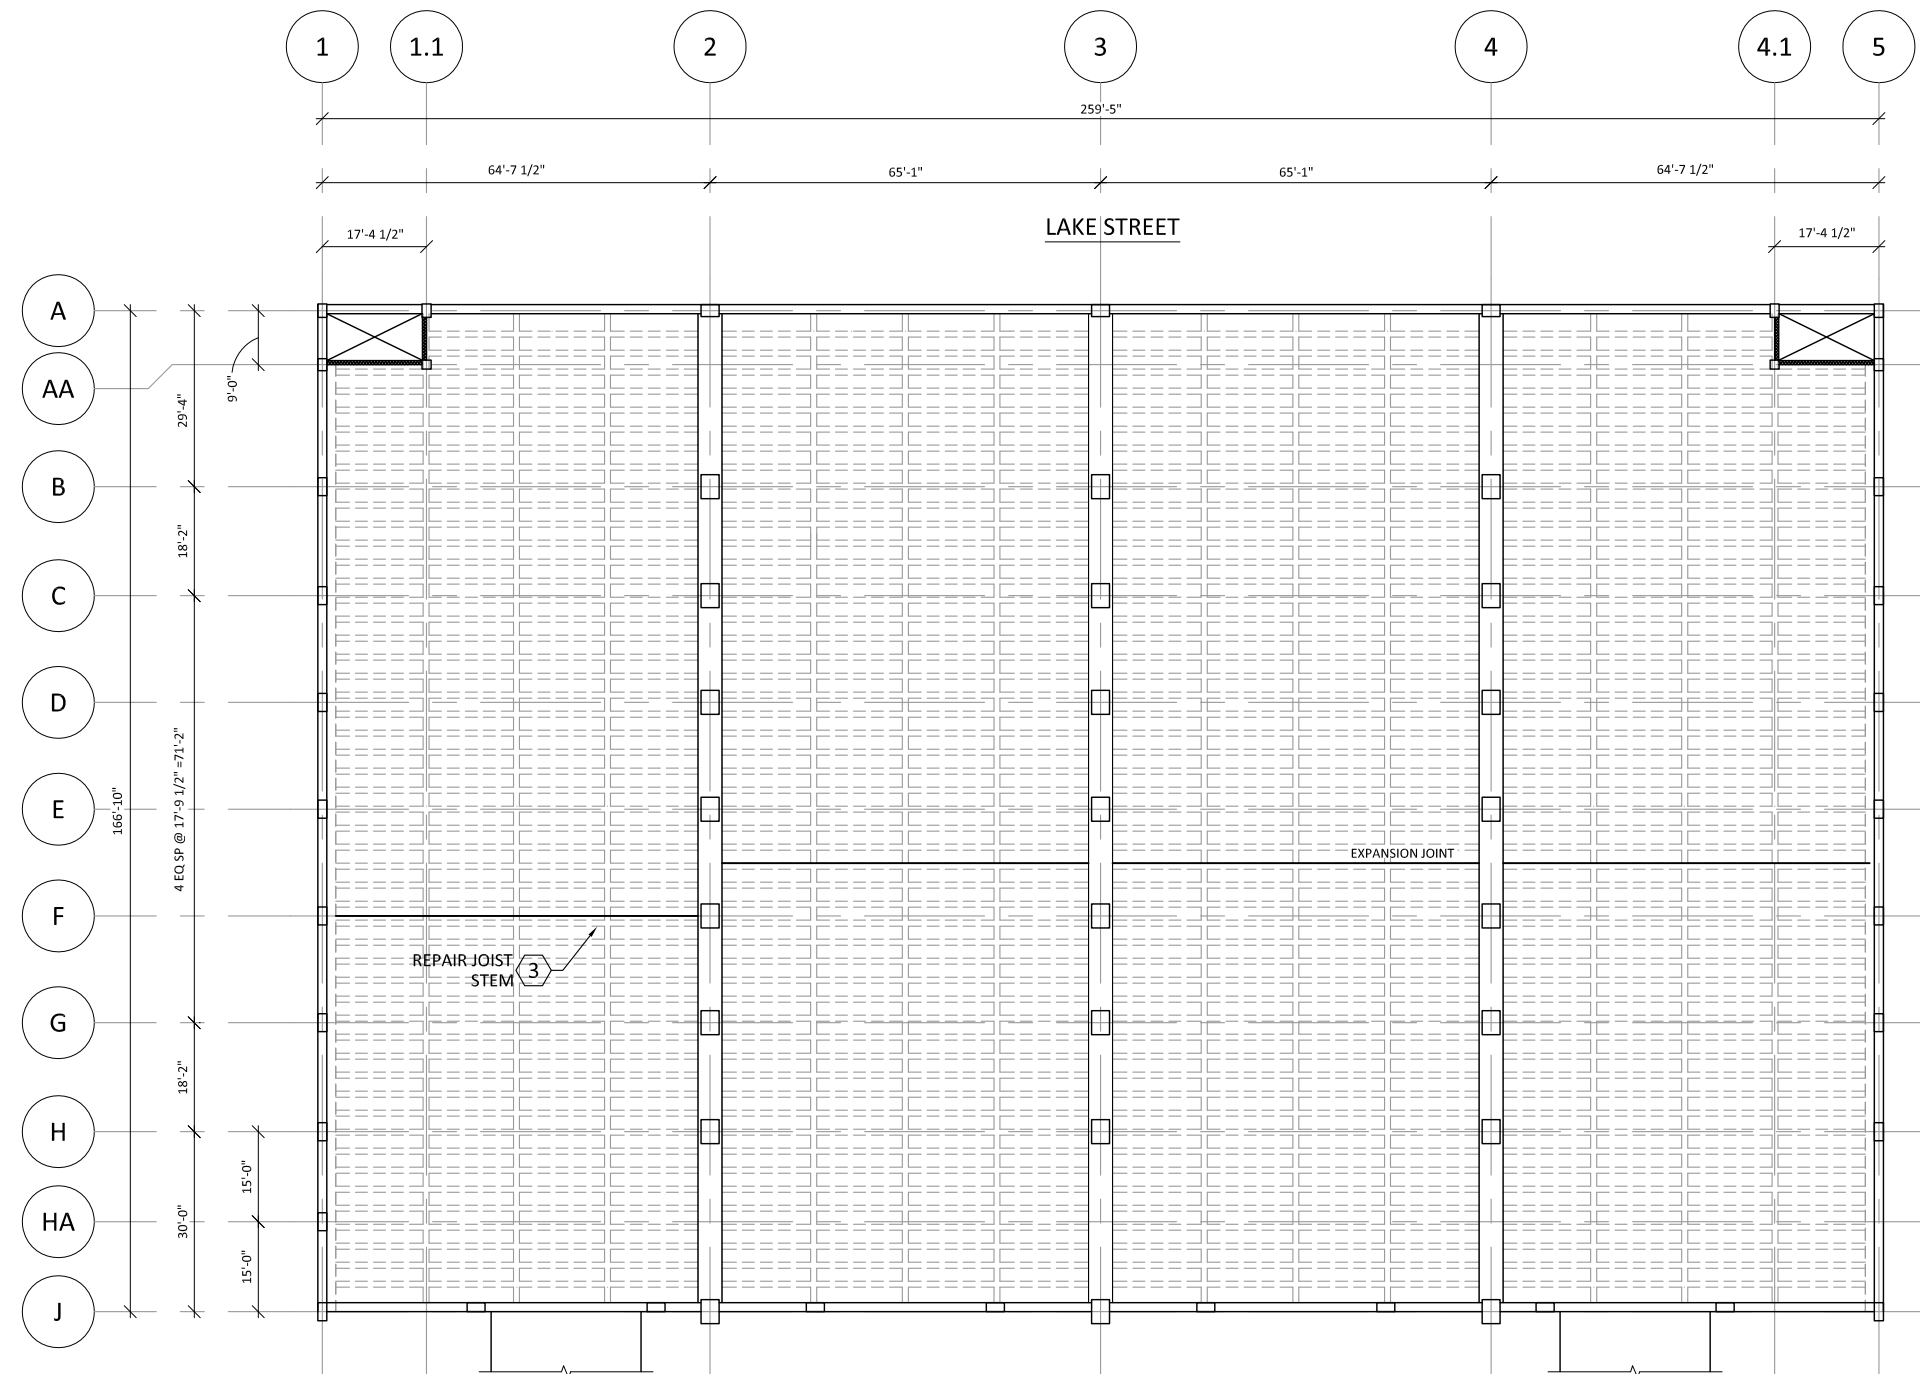 1 1.1 2 3 4 4.1 5
259'-5"
64'-7 1/2" 65'-1" 65'-1" 64'-7 1/2"
LAKE STREET
17'-4 1/2" 17'-4 1/2"
A
AA
9'-0"
29'-4"
B
18'-2"
C
D
4 EQ SP @ 17'-9 1/2" =71'-2"
166'-10"
E
EXPANSION JOINT
F
REPAIR JOIST
STEM 3
G
18'-2"
H
15'-0"
HA
30'-0"
15'-0"
J